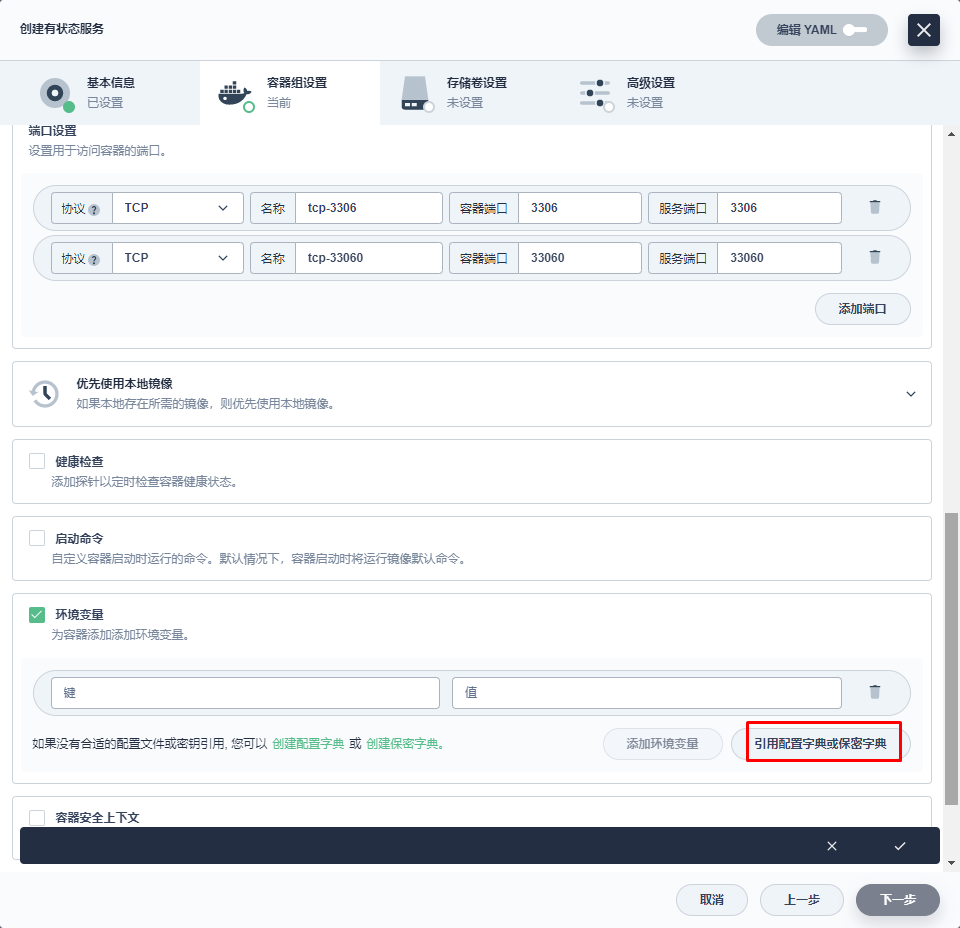 创建有状态服务
编辑 YAML
基本信息
已设置
容器组设置
当前
存储卷设置
未设置
高级设置
未设置
端口设置
设置用于访问容器的端口。
协议 ? TCP 名称 tcp-3306 容器端口 3306 服务端口 3306
协议 ? TCP 名称 tcp-33060 容器端口 33060 服务端口 33060
添加端口
优先使用本地镜像
如果本地存在所需的镜像，则优先使用本地镜像。
健康检查
添加探针以定时检查容器健康状态。
启动命令
自定义容器启动时运行的命令。默认情况下，容器启动时将运行镜像默认命令。
环境变量
为容器添加添加环境变量。
键 值
如果没有合适的配置文件或密钥引用, 您可以 创建配置字典 或 创建保密字典。
添加环境变量
引用配置字典或保密字典
容器安全上下文
取消
上一步
下一步